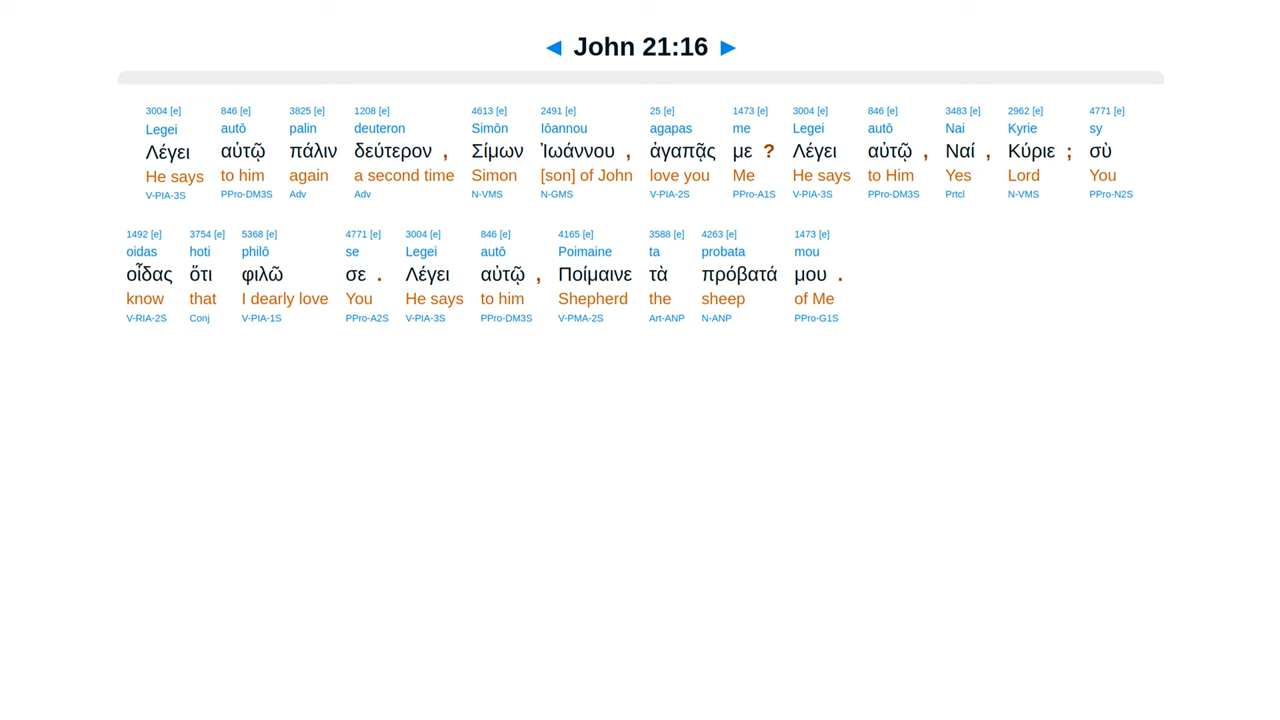 ◄ John 21:16 ►
3004 [e] 846 [e] 3825 [e] 1208 [e] 4613 [e] 2491 [e] 25 [e] 1473 [e] 3004 [e] 846 [e] 3483 [e] 2962 [e] 4771 [e]
Legei autō palin deuteron Simōn Iōannou agapas me Legei autō Nai Kyrie sy
Λέγει αὐτῷ πάλιν δεύτερον , Σίμων Ἰωάννου , ἀγαπᾷς με ? Λέγει αὐτῷ , Ναί , Κύριε ; σὺ
He says to him again a second time Simon [son] of John love you Me He says to Him Yes Lord You
V-PIA-3S PPro-DM3S Adv Adv N-VMS N-GMS V-PIA-2S PPro-A1S V-PIA-3S PPro-DM3S Prtcl N-VMS PPro-N2S
1492 [e] 3754 [e] 5368 [e] 4771 [e] 3004 [e] 846 [e] 4165 [e] 3588 [e] 4263 [e] 1473 [e]
oidas hoti philō se Legei autō Poimaine ta probata mou
οἶδας ὅτι φιλῶ σε . Λέγει αὐτῷ , Ποίμαινε τὰ πρόβατά μου .
know that I dearly love You He says to him Shepherd the sheep of Me
V-RIA-2S Conj V-PIA-1S PPro-A2S V-PIA-3S PPro-DM3S V-PMA-2S Art-ANP N-ANP PPro-G1S